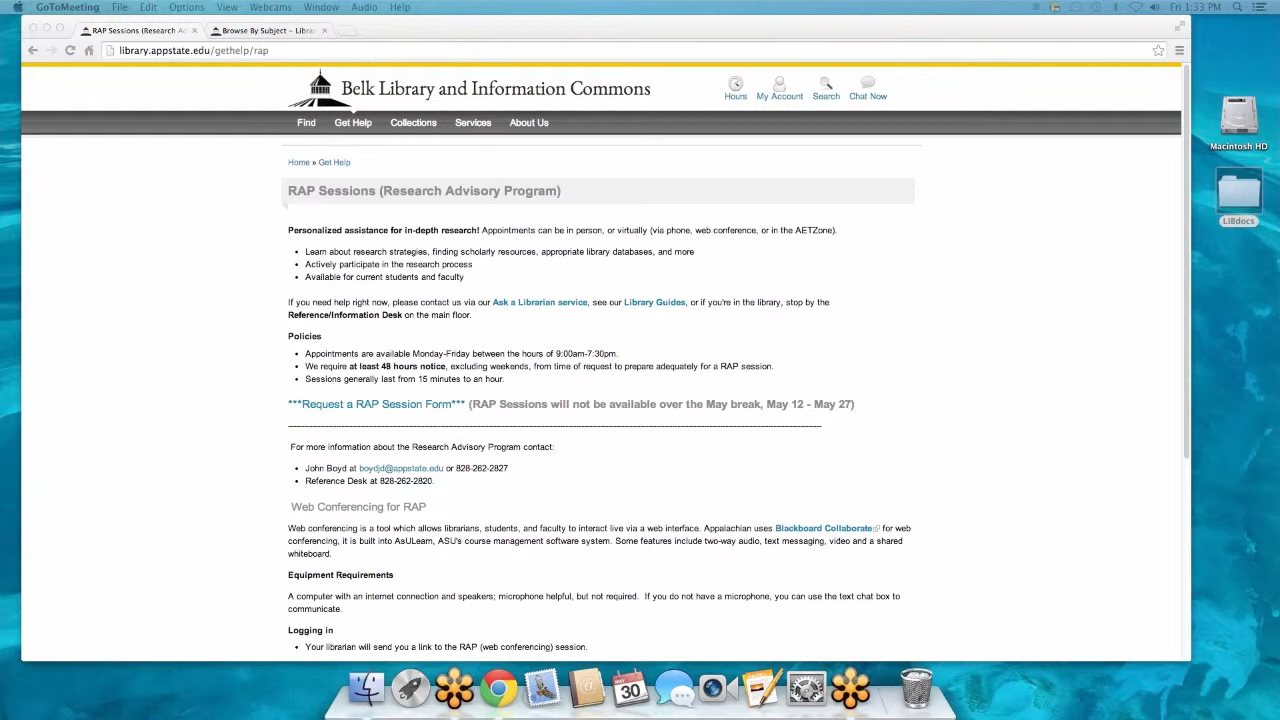 GoToMeeting File Edit Options View Webcams Window Audio Help Fri 1:33 PM
RAP Sessions (Research A Browse By Subject – Libra
library.appstate.edu/gethelp/rap
Belk Library and Information Commons
Hours My Account Search Chat Now
Find Get Help Collections Services About Us
Home » Get Help
RAP Sessions (Research Advisory Program)
Personalized assistance for in-depth research! Appointments can be in person, or virtually (via phone, web conference, or in the AETZone).
• Learn about research strategies, finding scholarly resources, appropriate library databases, and more
• Actively participate in the research process
• Available for current students and faculty
If you need help right now, please contact us via our Ask a Librarian service, see our Library Guides, or if you're in the library, stop by the
Reference/Information Desk on the main floor.
Policies
• Appointments are available Monday-Friday between the hours of 9:00am-7:30pm.
• We require at least 48 hours notice, excluding weekends, from time of request to prepare adequately for a RAP session.
• Sessions generally last from 15 minutes to an hour.
***Request a RAP Session Form*** (RAP Sessions will not be available over the May break, May 12 - May 27)
For more information about the Research Advisory Program contact:
• John Boyd at boydjd@appstate.edu or 828-262-2827
• Reference Desk at 828-262-2820.
Web Conferencing for RAP
Web conferencing is a tool which allows librarians, students, and faculty to interact live via a web interface. Appalachian uses Blackboard Collaborate for web
conferencing, it is built into AsULearn, ASU's course management software system. Some features include two-way audio, text messaging, video and a shared
whiteboard.
Equipment Requirements
A computer with an internet connection and speakers; microphone helpful, but not required. If you do not have a microphone, you can use the text chat box to
communicate.
Logging in
• Your librarian will send you a link to the RAP (web conferencing) session.
Macintosh HD
LIBdocs
MAY
30